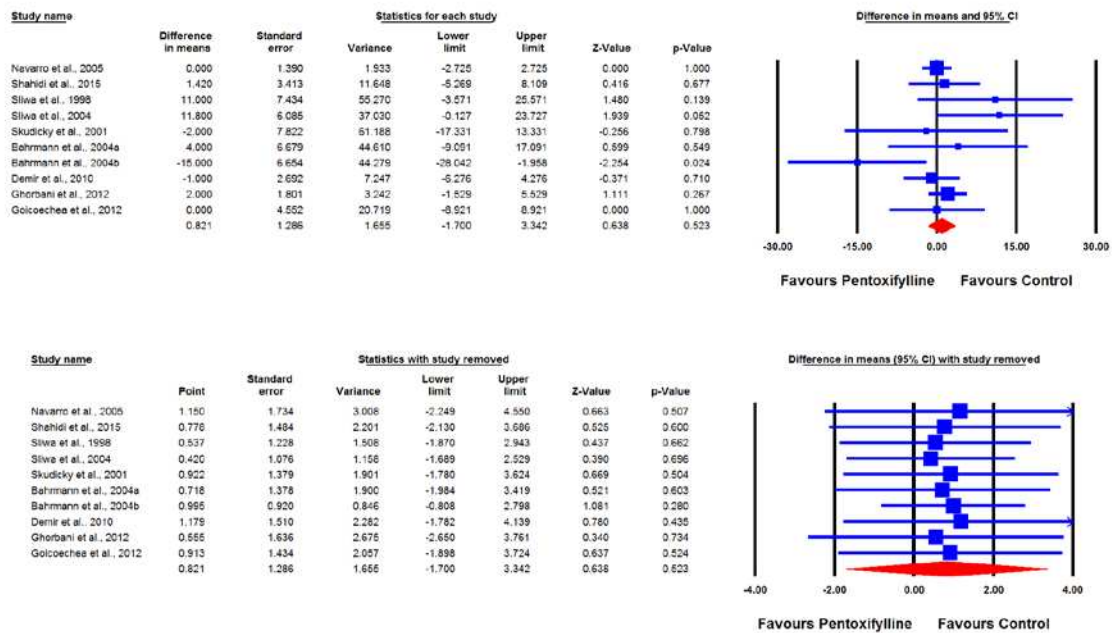 Study name Statistics for each study Difference in means and 95% CI
Difference in means Standard error Variance Lower limit Upper limit Z-Value p-Value
Navarro et al., 2005 0.000 1.390 1.933 -2.725 2.725 0.000 1.000
Shahidi et al., 2015 1.420 3.413 11.648 -5.269 8.109 0.416 0.677
Sliwa et al., 1998 11.000 7.434 55.270 -3.571 25.571 1.480 0.139
Sliwa et al., 2004 11.800 6.085 37.030 -0.127 23.727 1.939 0.052
Skudicky et al., 2001 -2.000 7.822 61.188 -17.331 13.331 -0.256 0.798
Bahrmann et al., 2004a 4.000 6.679 44.610 -9.091 17.091 0.599 0.549
Bahrmann et al., 2004b -15.000 6.654 44.279 -28.042 -1.958 -2.254 0.024
Demir et al., 2010 -1.000 2.692 7.247 -6.276 4.276 -0.371 0.710
Ghorbani et al., 2012 2.000 1.801 3.242 -1.529 5.529 1.111 0.267
Goicoechea et al., 2012 0.000 4.552 20.719 -8.921 8.921 0.000 1.000
0.821 1.286 1.655 -1.700 3.342 0.638 0.523
-30.00 -15.00 0.00 15.00 30.00
Favours Pentoxifylline Favours Control
Study name Statistics with study removed Difference in means (95% CI) with study removed
Point Standard error Variance Lower limit Upper limit Z-Value p-Value
Navarro et al., 2005 1.150 1.734 3.008 -2.249 4.550 0.663 0.507
Shahidi et al., 2015 0.778 1.484 2.201 -2.130 3.686 0.525 0.600
Sliwa et al., 1998 0.537 1.228 1.508 -1.870 2.943 0.437 0.662
Sliwa et al., 2004 0.420 1.076 1.158 -1.689 2.529 0.390 0.696
Skudicky et al., 2001 0.922 1.379 1.901 -1.780 3.624 0.669 0.504
Bahrmann et al., 2004a 0.718 1.378 1.900 -1.984 3.419 0.521 0.603
Bahrmann et al., 2004b 0.995 0.920 0.846 -0.808 2.798 1.081 0.280
Demir et al., 2010 1.179 1.510 2.282 -1.782 4.139 0.780 0.435
Ghorbani et al., 2012 0.555 1.636 2.675 -2.650 3.761 0.340 0.734
Goicoechea et al., 2012 0.913 1.434 2.057 -1.898 3.724 0.637 0.524
0.821 1.286 1.655 -1.700 3.342 0.638 0.523
-4.00 -2.00 0.00 2.00 4.00
Favours Pentoxifylline Favours Control